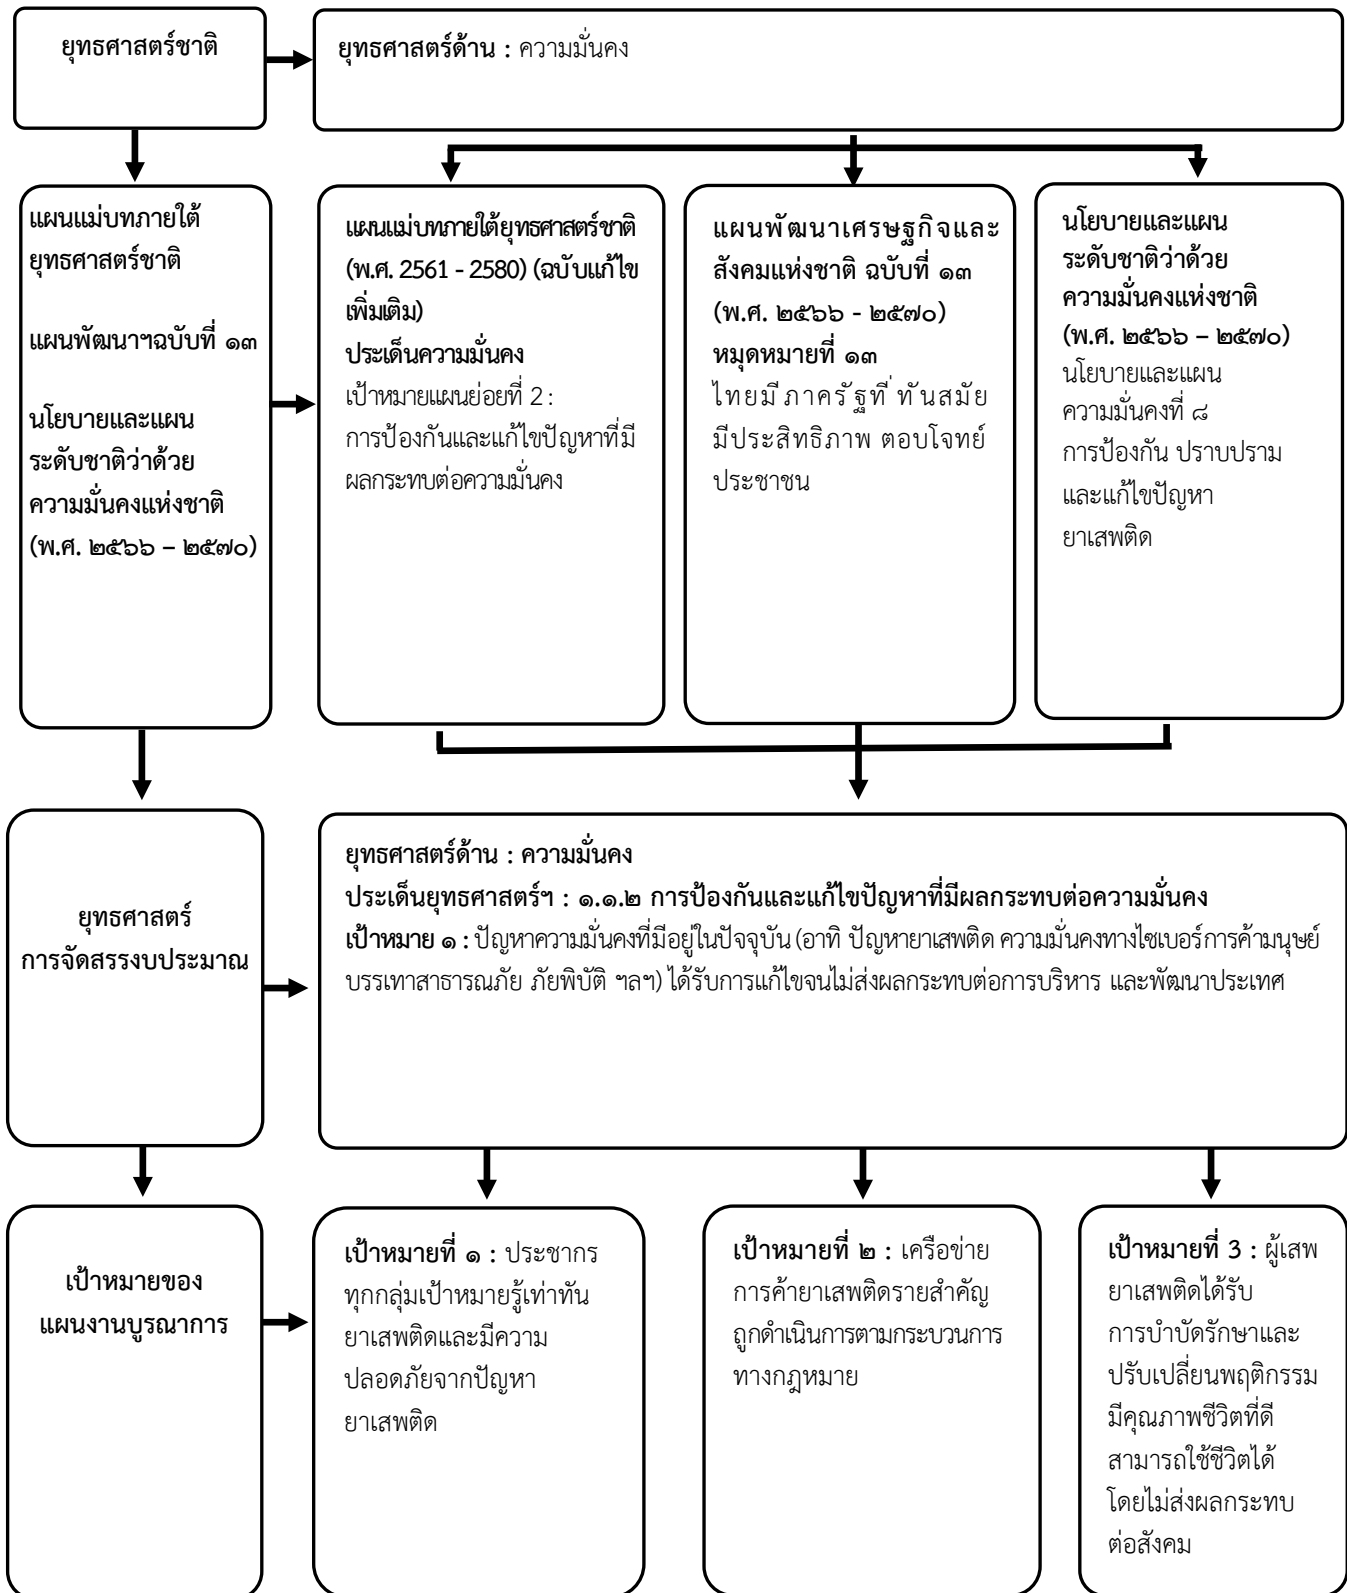 ยุทธศาสตร์ชาติ
ยุทธศาสตร์ด้าน : ความมั่นคง
แผนแม่บทภายใต้
ยุทธศาสตร์ชาติ
แผนพัฒนาฯฉบับที่ ๑๓
นโยบายและแผน
ระดับชาติว่าด้วย
ความมั่นคงแห่งชาติ
(พ.ศ. ๒๕๖๖ – ๒๕๗๐)
แผนแม่บทภายใต้ยุทธศาสตร์ชาติ
(พ.ศ. 2561 - 2580) (ฉบับแก้ไข
เพิ่มเติม)
ประเด็นความมั่นคง
เป้าหมายแผนย่อยที่ 2 :
การป้องกันและแก้ไขปัญหาที่มี
ผลกระทบต่อความมั่นคง
แผนพัฒนาเศรษฐกิจและ
สังคมแห่งชาติ ฉบับที่ ๑๓
(พ.ศ. ๒๕๖๖ - ๒๕๗๐)
หมุดหมายที่ ๑๓
ไทยมีภาครัฐที่ทันสมัย
มีประสิทธิภาพ ตอบโจทย์
ประชาชน
นโยบายและแผน
ระดับชาติว่าด้วย
ความมั่นคงแห่งชาติ
(พ.ศ. ๒๕๖๖ – ๒๕๗๐)
นโยบายและแผน
ความมั่นคงที่ ๘
การป้องกัน ปราบปราม
และแก้ไขปัญหา
ยาเสพติด
ยุทธศาสตร์
การจัดสรรงบประมาณ
ยุทธศาสตร์ด้าน : ความมั่นคง
ประเด็นยุทธศาสตร์ฯ : ๑.๑.๒ การป้องกันและแก้ไขปัญหาที่มีผลกระทบต่อความมั่นคง
เป้าหมาย ๑ : ปัญหาความมั่นคงที่มีอยู่ในปัจจุบัน (อาทิ ปัญหายาเสพติด ความมั่นคงทางไซเบอร์การค้ามนุษย์
บรรเทาสาธารณภัย ภัยพิบัติ ฯลฯ) ได้รับการแก้ไขจนไม่ส่งผลกระทบต่อการบริหาร และพัฒนาประเทศ
เป้าหมายของ
แผนงานบูรณาการ
เป้าหมายที่ ๑ : ประชากร
ทุกกลุ่มเป้าหมายรู้เท่าทัน
ยาเสพติดและมีความ
ปลอดภัยจากปัญหา
ยาเสพติด
เป้าหมายที่ ๒ : เครือข่าย
การค้ายาเสพติดรายสำคัญ
ถูกดำเนินการตามกระบวนการ
ทางกฎหมาย
เป้าหมายที่ 3 : ผู้เสพ
ยาเสพติดได้รับ
การบำบัดรักษาและ
ปรับเปลี่ยนพฤติกรรม
มีคุณภาพชีวิตที่ดี
สามารถใช้ชีวิตได้
โดยไม่ส่งผลกระทบ
ต่อสังคม